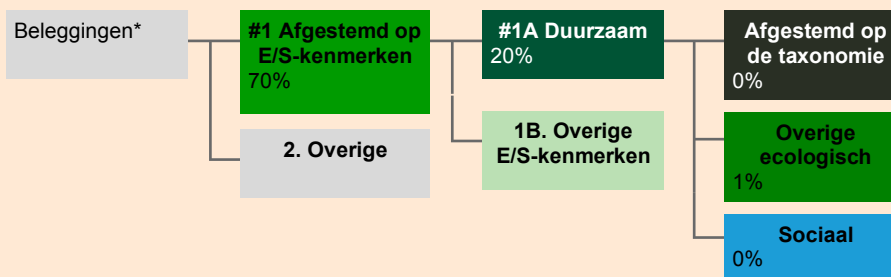 Beleggingen*
#1 Afgestemd op
E/S-kenmerken
70%
2. Overige
#1A Duurzaam
20%
1B. Overige
E/S-kenmerken
Afgestemd op
de taxonomie
0%
Overige
ecologisch
1%
Sociaal
0%